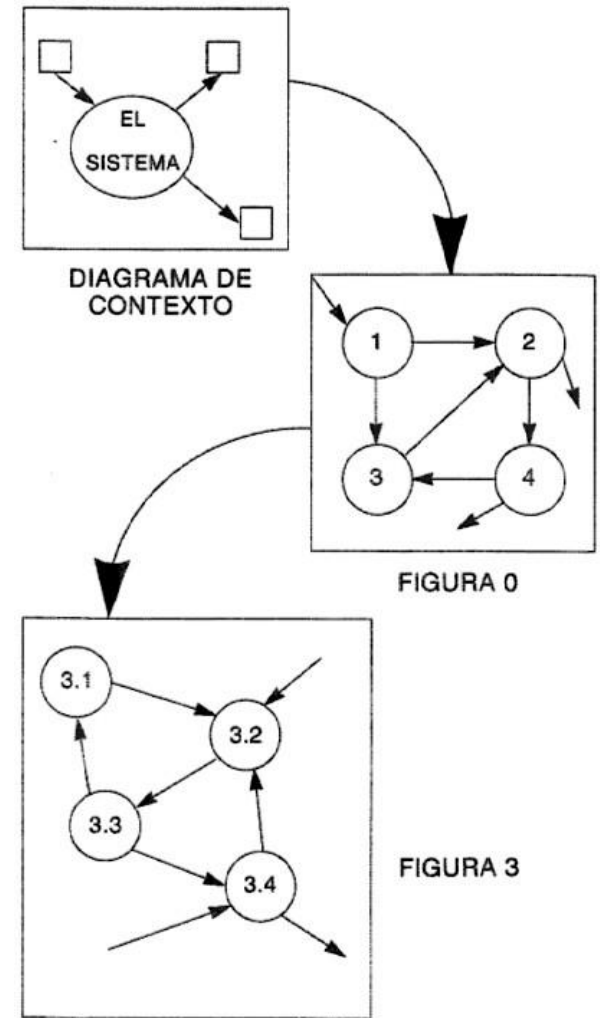 EL
SISTEMA
DIAGRAMA DE
CONTEXTO
1
2
3
4
FIGURA 0
3.1
3.2
3.3
3.4
FIGURA 3